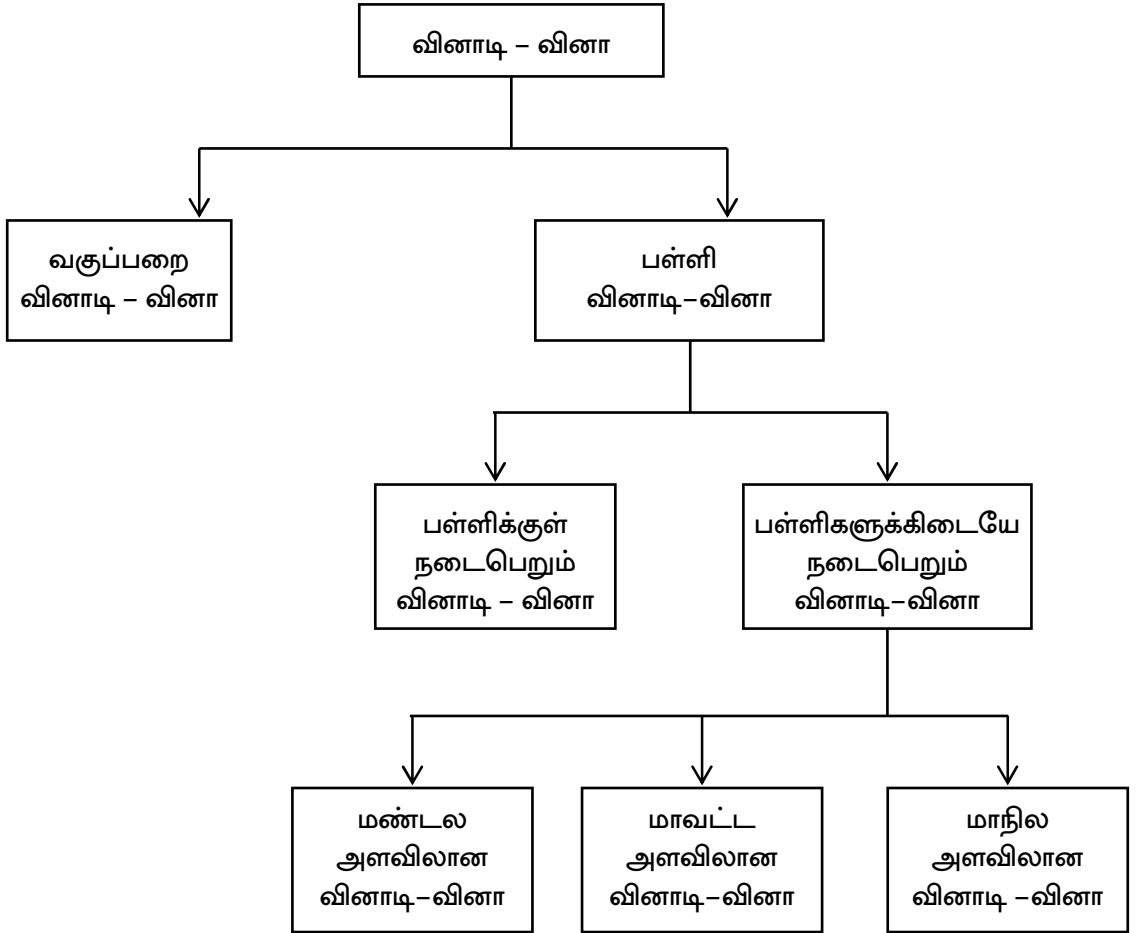 வினாடி – வினா
வகுப்பறை
வினாடி – வினா
பள்ளி
வினாடி–வினா
பள்ளிக்குள்
நடைபெறும்
வினாடி – வினா
பள்ளிகளுக்கிடையே
நடைபெறும்
வினாடி–வினா
மண்டல
அளவிலான
வினாடி–வினா
மாவட்ட
அளவிலான
வினாடி–வினா
மாநில
அளவிலான
வினாடி –வினா